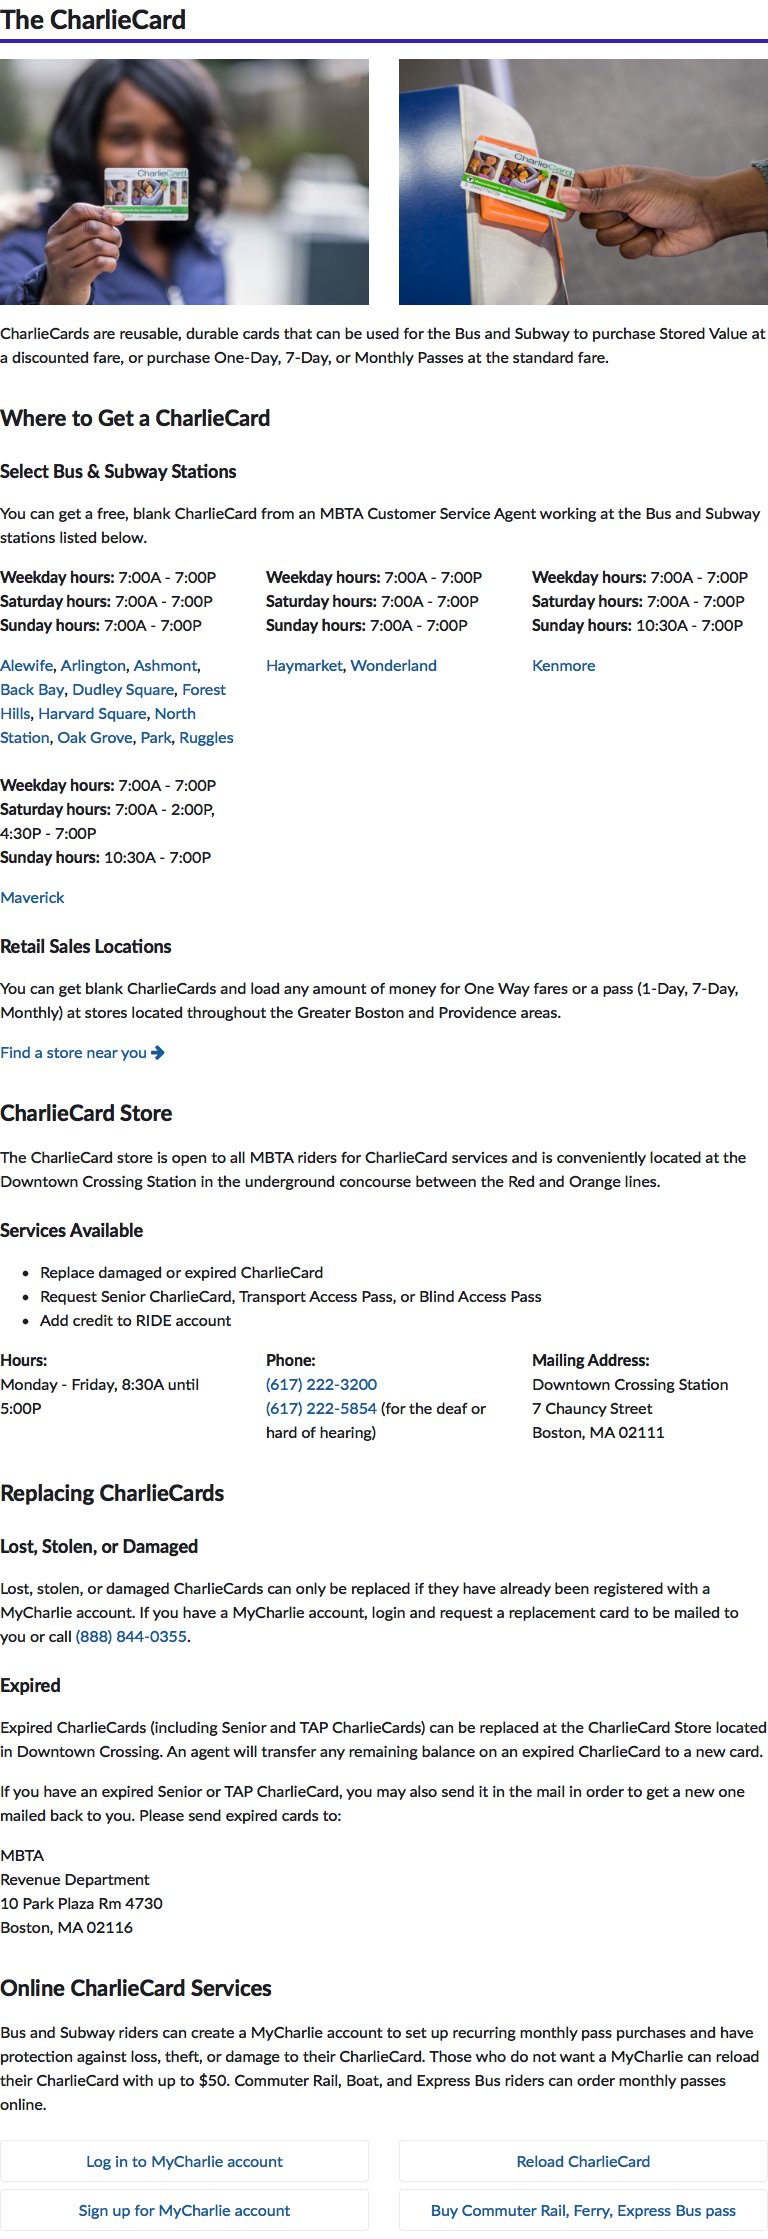 The CharlieCard
CharlieCard
CharlieCard
CharlieCards are reusable, durable cards that can be used for the Bus and Subway to purchase Stored Value at
a discounted fare, or purchase One-Day, 7-Day, or Monthly Passes at the standard fare.
Where to Get a CharlieCard
Select Bus & Subway Stations
You can get a free, blank CharlieCard from an MBTA Customer Service Agent working at the Bus and Subway
stations listed below.
Weekday hours: 7:00A - 7:00P
Saturday hours: 7:00A - 7:00P
Sunday hours: 7:00A - 7:00P
Alewife, Arlington, Ashmont,
Back Bay, Dudley Square, Forest
Hills, Harvard Square, North
Station, Oak Grove, Park, Ruggles
Weekday hours: 7:00A - 7:00P
Saturday hours: 7:00A - 7:00P
Sunday hours: 7:00A - 7:00P
Haymarket, Wonderland
Weekday hours: 7:00A - 7:00P
Saturday hours: 7:00A - 7:00P
Sunday hours: 10:30A - 7:00P
Kenmore
Weekday hours: 7:00A - 7:00P
Saturday hours: 7:00A - 2:00P,
4:30P - 7:00P
Sunday hours: 10:30A - 7:00P
Maverick
Retail Sales Locations
You can get blank CharlieCards and load any amount of money for One Way fares or a pass (1-Day, 7-Day,
Monthly) at stores located throughout the Greater Boston and Providence areas.
Find a store near you
CharlieCard Store
The CharlieCard store is open to all MBTA riders for CharlieCard services and is conveniently located at the
Downtown Crossing Station in the underground concourse between the Red and Orange lines.
Services Available
• Replace damaged or expired CharlieCard
• Request Senior CharlieCard, Transport Access Pass, or Blind Access Pass
• Add credit to RIDE account
Hours:
Monday - Friday, 8:30A until
5:00P
Phone:
(617) 222-3200
(617) 222-5854 (for the deaf or
hard of hearing)
Mailing Address:
Downtown Crossing Station
7 Chauncy Street
Boston, MA 02111
Replacing CharlieCards
Lost, Stolen, or Damaged
Lost, stolen, or damaged CharlieCards can only be replaced if they have already been registered with a
MyCharlie account. If you have a MyCharlie account, login and request a replacement card to be mailed to
you or call (888) 844-0355.
Expired
Expired CharlieCards (including Senior and TAP CharlieCards) can be replaced at the CharlieCard Store located
in Downtown Crossing. An agent will transfer any remaining balance on an expired CharlieCard to a new card.
If you have an expired Senior or TAP CharlieCard, you may also send it in the mail in order to get a new one
mailed back to you. Please send expired cards to:
MBTA
Revenue Department
10 Park Plaza Rm 4730
Boston, MA 02116
Online CharlieCard Services
Bus and Subway riders can create a MyCharlie account to set up recurring monthly pass purchases and have
protection against loss, theft, or damage to their CharlieCard. Those who do not want a MyCharlie can reload
their CharlieCard with up to $50. Commuter Rail, Boat, and Express Bus riders can order monthly passes
online.
Log in to MyCharlie account
Reload CharlieCard
Sign up for MyCharlie account
Buy Commuter Rail, Ferry, Express Bus pass